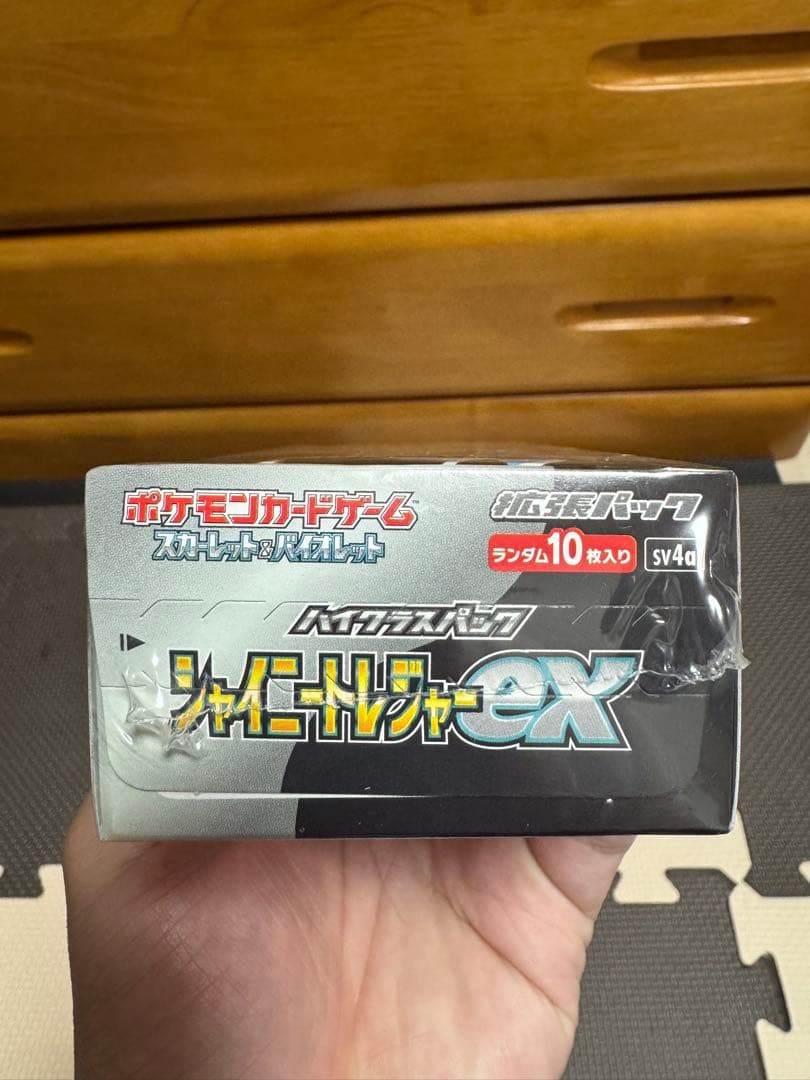 ポケモンカードゲーム™
スカーレット&バイオレット
拡張パック
ランダム10枚入り
sv4a
ハイクラスパック
シャイニートレジャーex